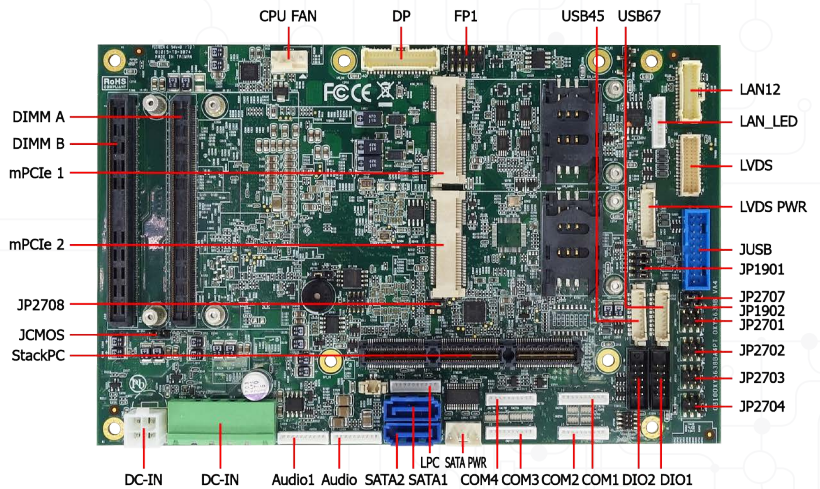 CPU FAN
DP
FP1
USB45
USB67
LAN12
LAN_LED
LVDS
LVDS PWR
JUSB
JP1901
JP2707
JP1902
JP2701
JP2702
JP2703
JP2704
DIMM A
DIMM B
mPCIe 1
mPCIe 2
JP2708
JCMOS
StackPC
RoHS
FC CE
DC-IN
DC-IN
Audio1
Audio
SATA2
SATA1
LPC
SATA PWR
COM4
COM3
COM2
COM1
DIO2
DIO1